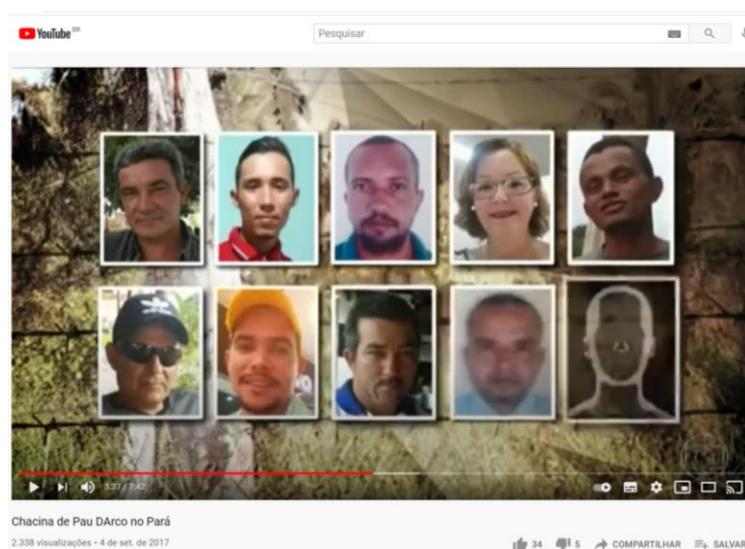 YouTube BR
Pesquisar
3:37 / 7:42
Chacina de Pau DArco no Pará
2.338 visualizações • 4 de set. de 2017
34
5
COMPARTILHAR
SALVAR